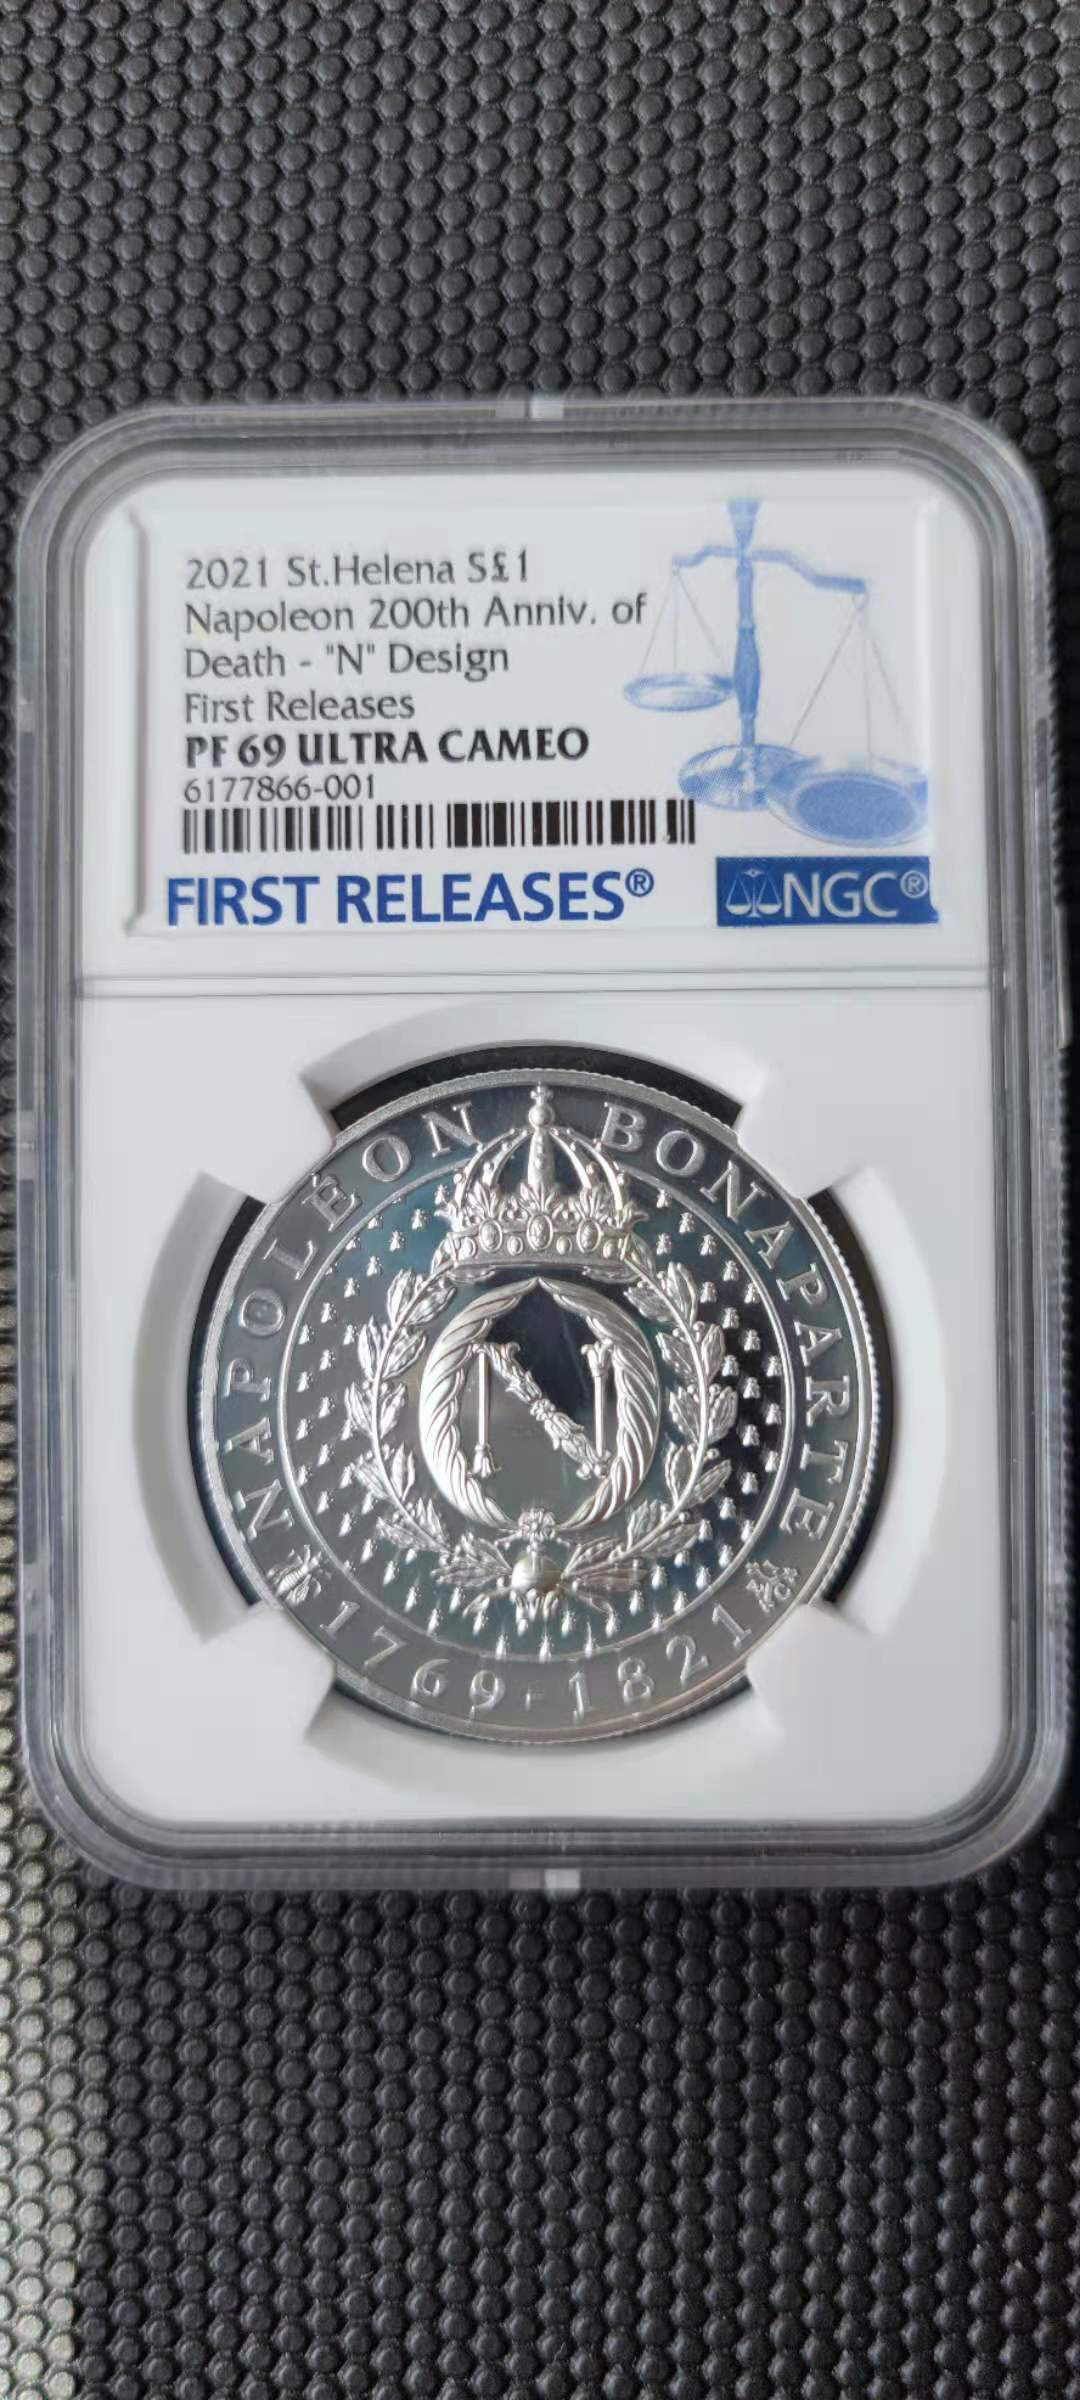 2021 St.Helena S£1
Napoleon 200th Anniv. of
Death - "N" Design
First Releases
PF 69 ULTRA CAMEO
6177866-001
FIRST RELEASES®
NGC®
NAPOLÉON BONAPARTE
N
1769-1821